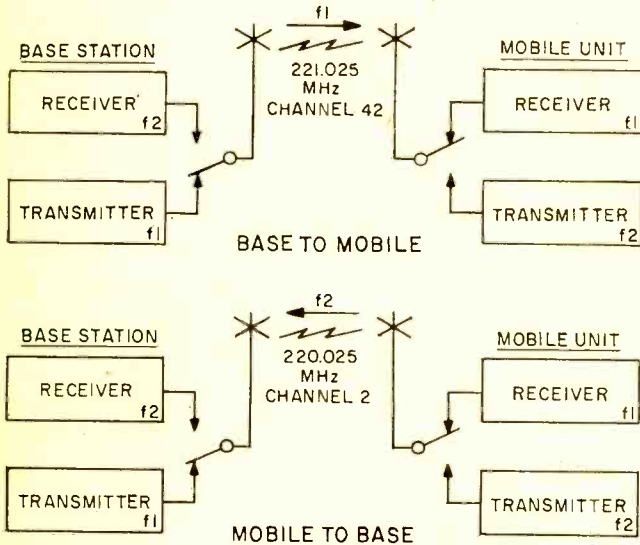 f1
BASE STATION
MOBILE UNIT
RECEIVER
f2
221.025
MHz
CHANNEL 42
RECEIVER
f1
TRANSMITTER
f1
TRANSMITTER
f2
BASE TO MOBILE
f2
BASE STATION
MOBILE UNIT
RECEIVER
f2
220.025
MHz
CHANNEL 2
RECEIVER
f1
TRANSMITTER
f1
TRANSMITTER
f2
MOBILE TO BASE